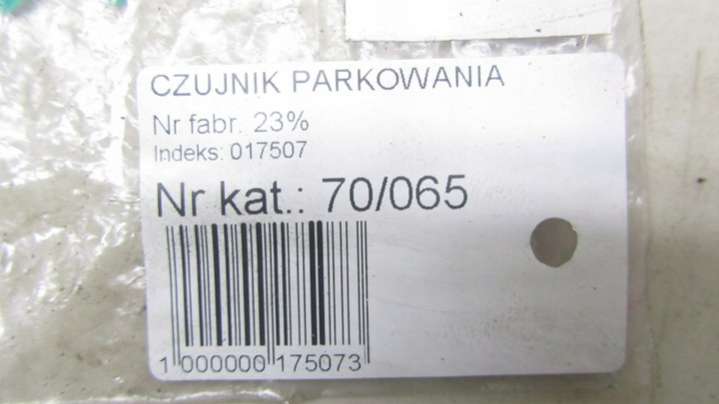 CZUJNIK PARKOWANIA
Nr fabr. 23%
Indeks: 017507
Nr kat.: 70/065
1 000000 175073